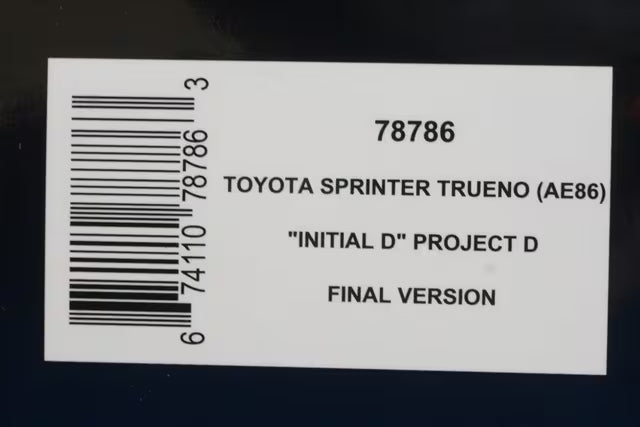 78786
TOYOTA SPRINTER TRUENO (AE86)
"INITIAL D" PROJECT D
FINAL VERSION
6 74110 78786 3